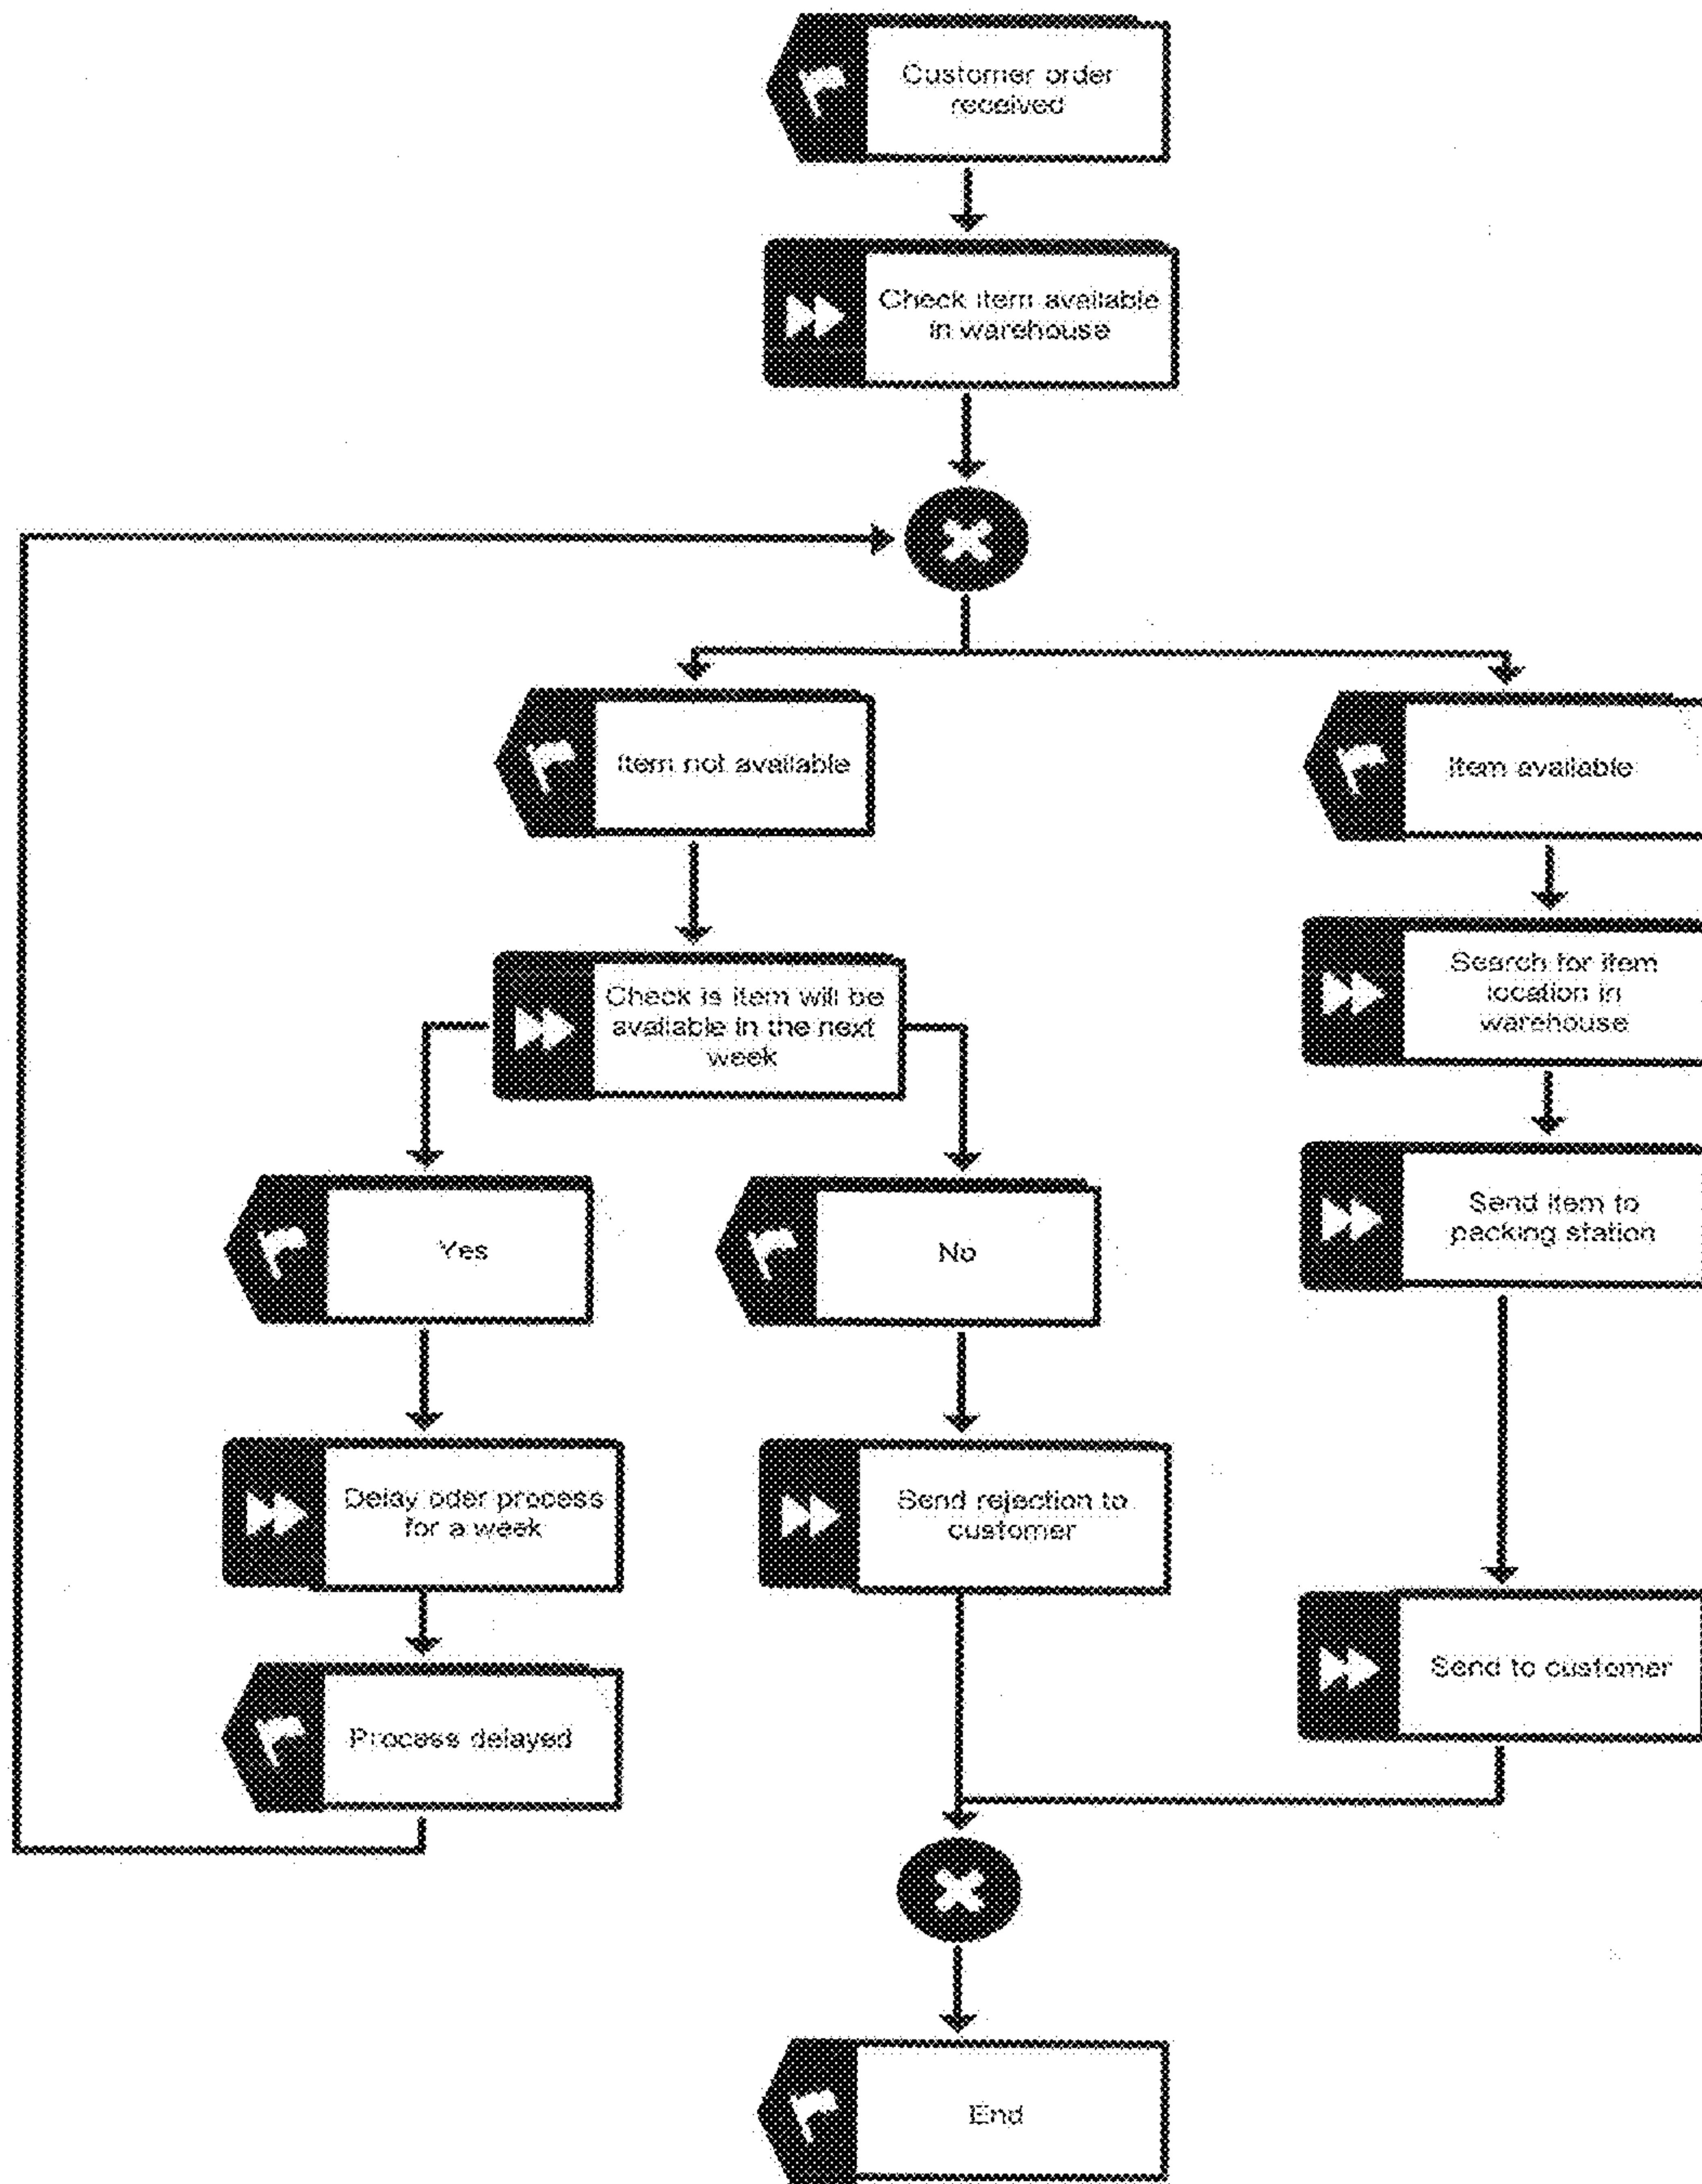 Customer order
received
Check item available
in warehouse
Item not available
Item available
Check is item will be
available in the next
week
Search for item
location in
warehouse
Yes
No
Send item to
packing station
Delay oder process
for a week
Send rejection to
customer
Send to customer
Process delayed
End